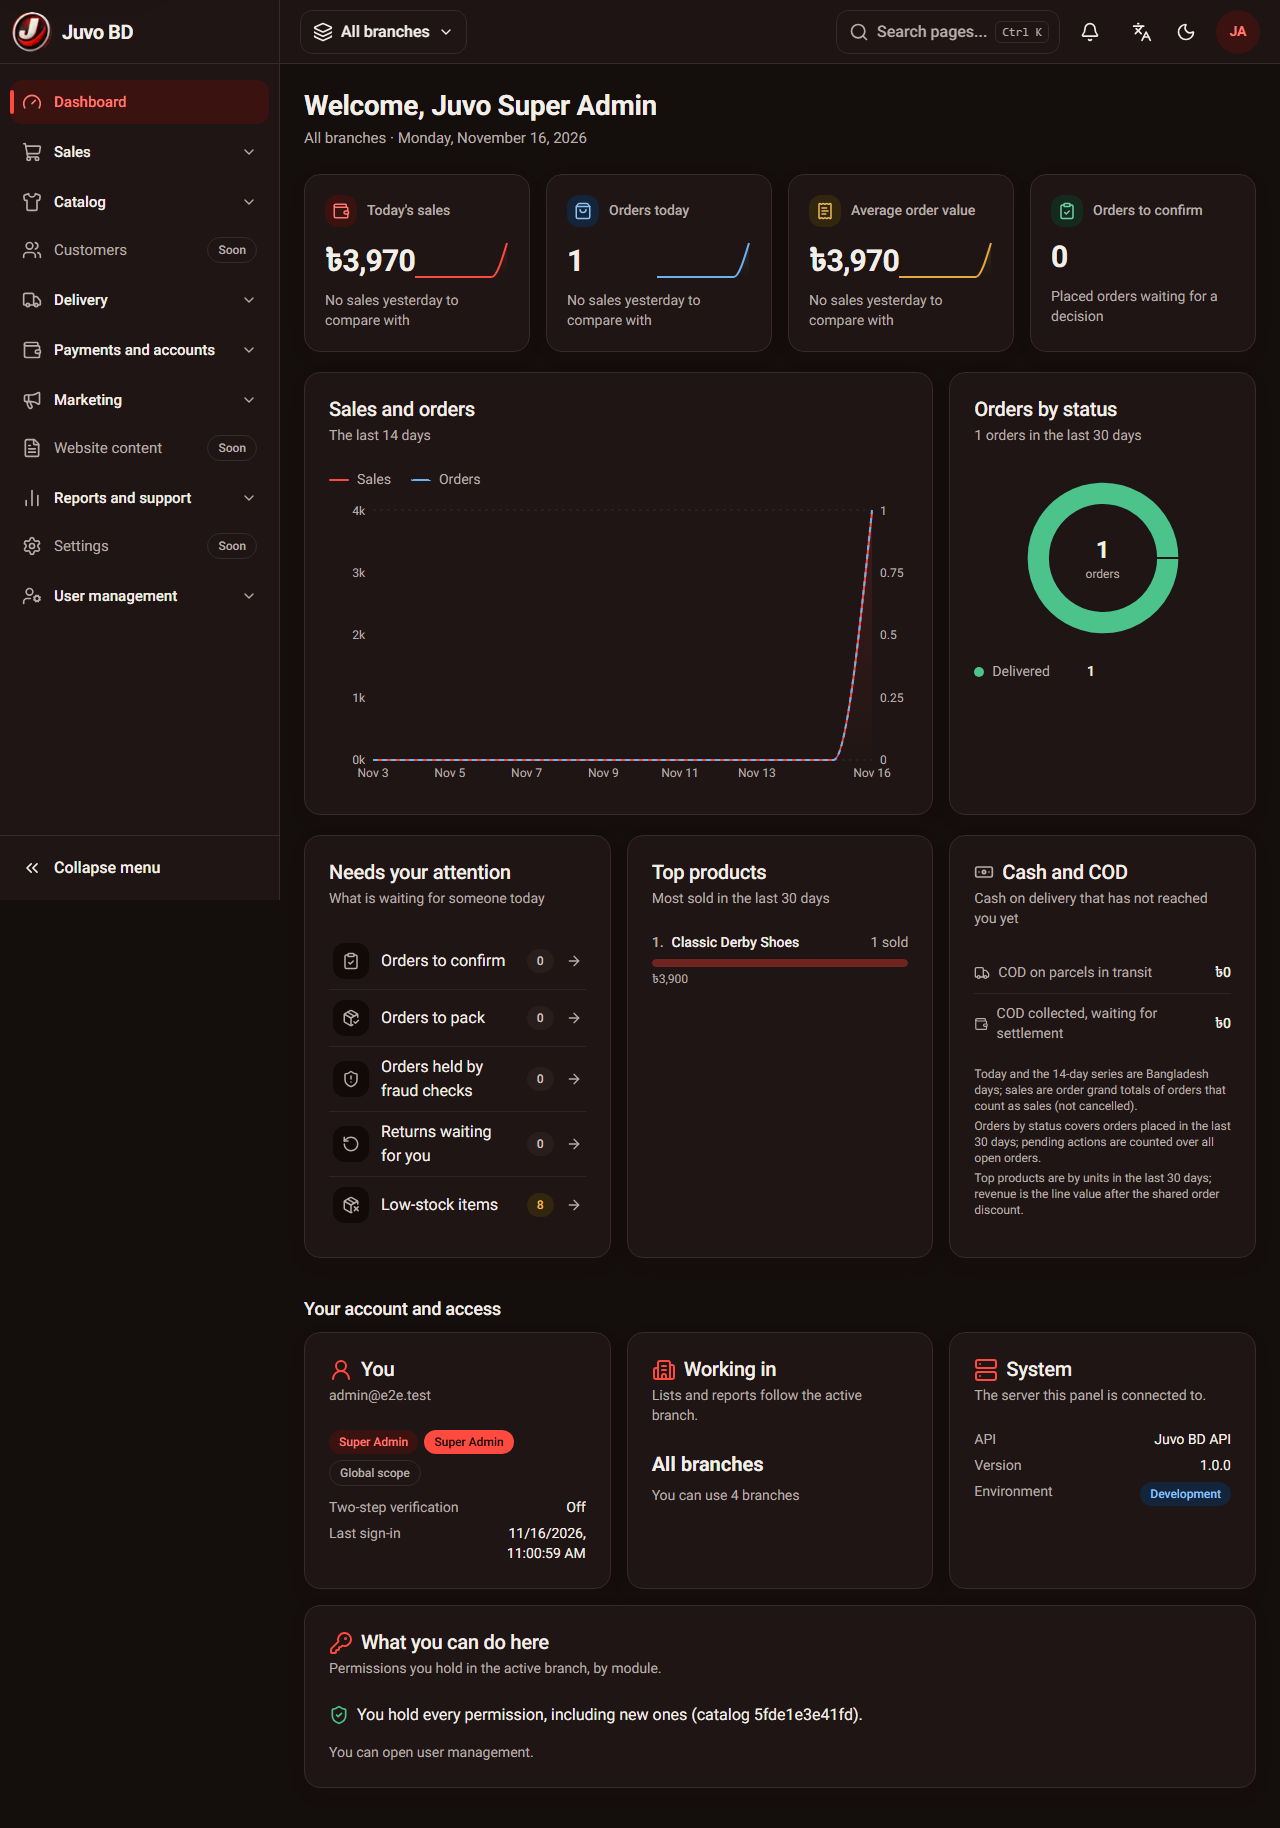 Juvo BD
All branches
Search pages... Ctrl K
JA
Dashboard
Sales
Catalog
Customers Soon
Delivery
Payments and accounts
Marketing
Website content Soon
Reports and support
Settings Soon
User management
Collapse menu
Welcome, Juvo Super Admin
All branches · Monday, November 16, 2026
Today's sales
৳3,970
No sales yesterday to
compare with
Orders today
1
No sales yesterday to
compare with
Average order value
৳3,970
No sales yesterday to
compare with
Orders to confirm
0
Placed orders waiting for a
decision
Sales and orders
The last 14 days
Sales Orders
4k
3k
2k
1k
0k
1
0.75
0.5
0.25
0
Nov 3 Nov 5 Nov 7 Nov 9 Nov 11 Nov 13 Nov 16
Orders by status
1 orders in the last 30 days
1
orders
Delivered 1
Needs your attention
What is waiting for someone today
Orders to confirm 0
Orders to pack 0
Orders held by
fraud checks 0
Returns waiting
for you 0
Low-stock items 8
Top products
Most sold in the last 30 days
1. Classic Derby Shoes 1 sold
৳3,900
Cash and COD
Cash on delivery that has not reached
you yet
COD on parcels in transit ৳0
COD collected, waiting for
settlement ৳0
Today and the 14-day series are Bangladesh
days; sales are order grand totals of orders that
count as sales (not cancelled).
Orders by status covers orders placed in the last
30 days; pending actions are counted over all
open orders.
Top products are by units in the last 30 days;
revenue is the line value after the shared order
discount.
Your account and access
You
admin@e2e.test
Super Admin Super Admin
Global scope
Two-step verification Off
Last sign-in 11/16/2026,
11:00:59 AM
Working in
Lists and reports follow the active
branch.
All branches
You can use 4 branches
System
The server this panel is connected to.
API Juvo BD API
Version 1.0.0
Environment Development
What you can do here
Permissions you hold in the active branch, by module.
You hold every permission, including new ones (catalog 5fde1e3e41fd).
You can open user management.